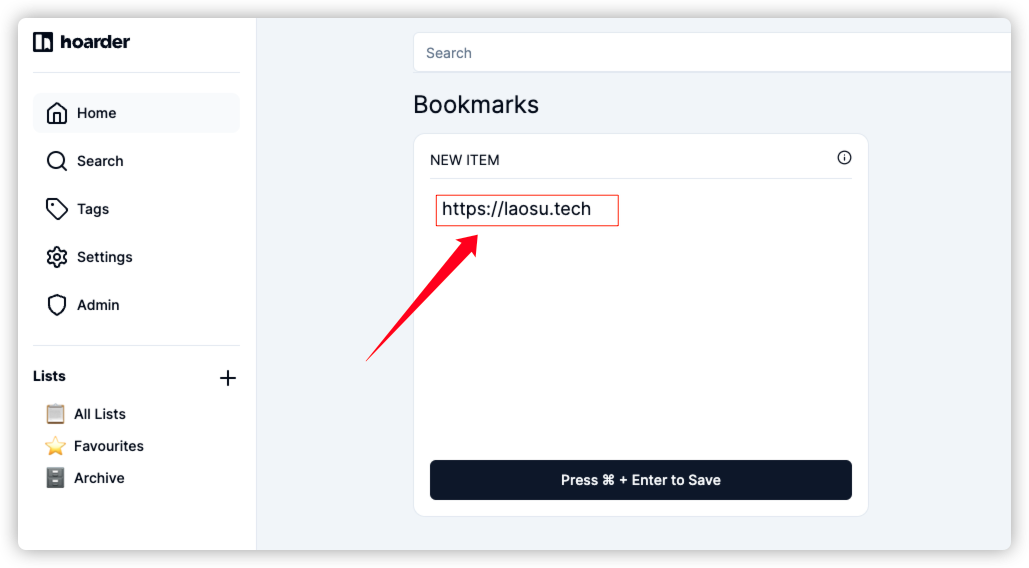 hoarder
Home
Search
Tags
Settings
Admin
Lists
All Lists
Favourites
Archive
Search
Bookmarks
NEW ITEM
https://laosu.tech
Press ⌘ + Enter to Save